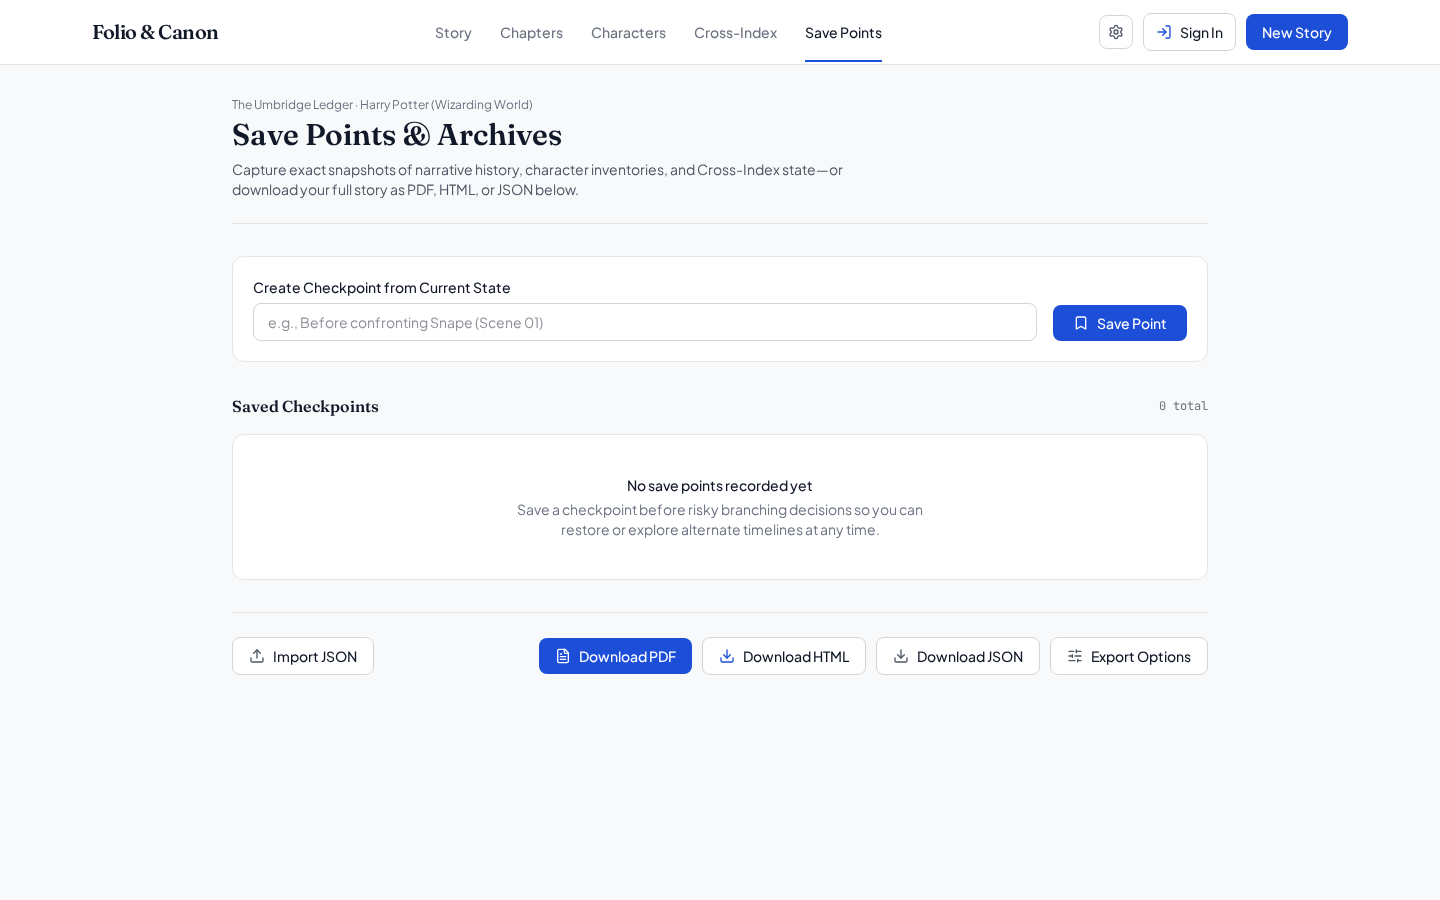 Folio & Canon
Story
Chapters
Characters
Cross-Index
Save Points
Sign In
New Story
The Umbridge Ledger · Harry Potter (Wizarding World)
Save Points & Archives
Capture exact snapshots of narrative history, character inventories, and Cross-Index state—or
download your full story as PDF, HTML, or JSON below.
Create Checkpoint from Current State
e.g., Before confronting Snape (Scene 01)
Save Point
Saved Checkpoints
0 total
No save points recorded yet
Save a checkpoint before risky branching decisions so you can
restore or explore alternate timelines at any time.
Import JSON
Download PDF
Download HTML
Download JSON
Export Options